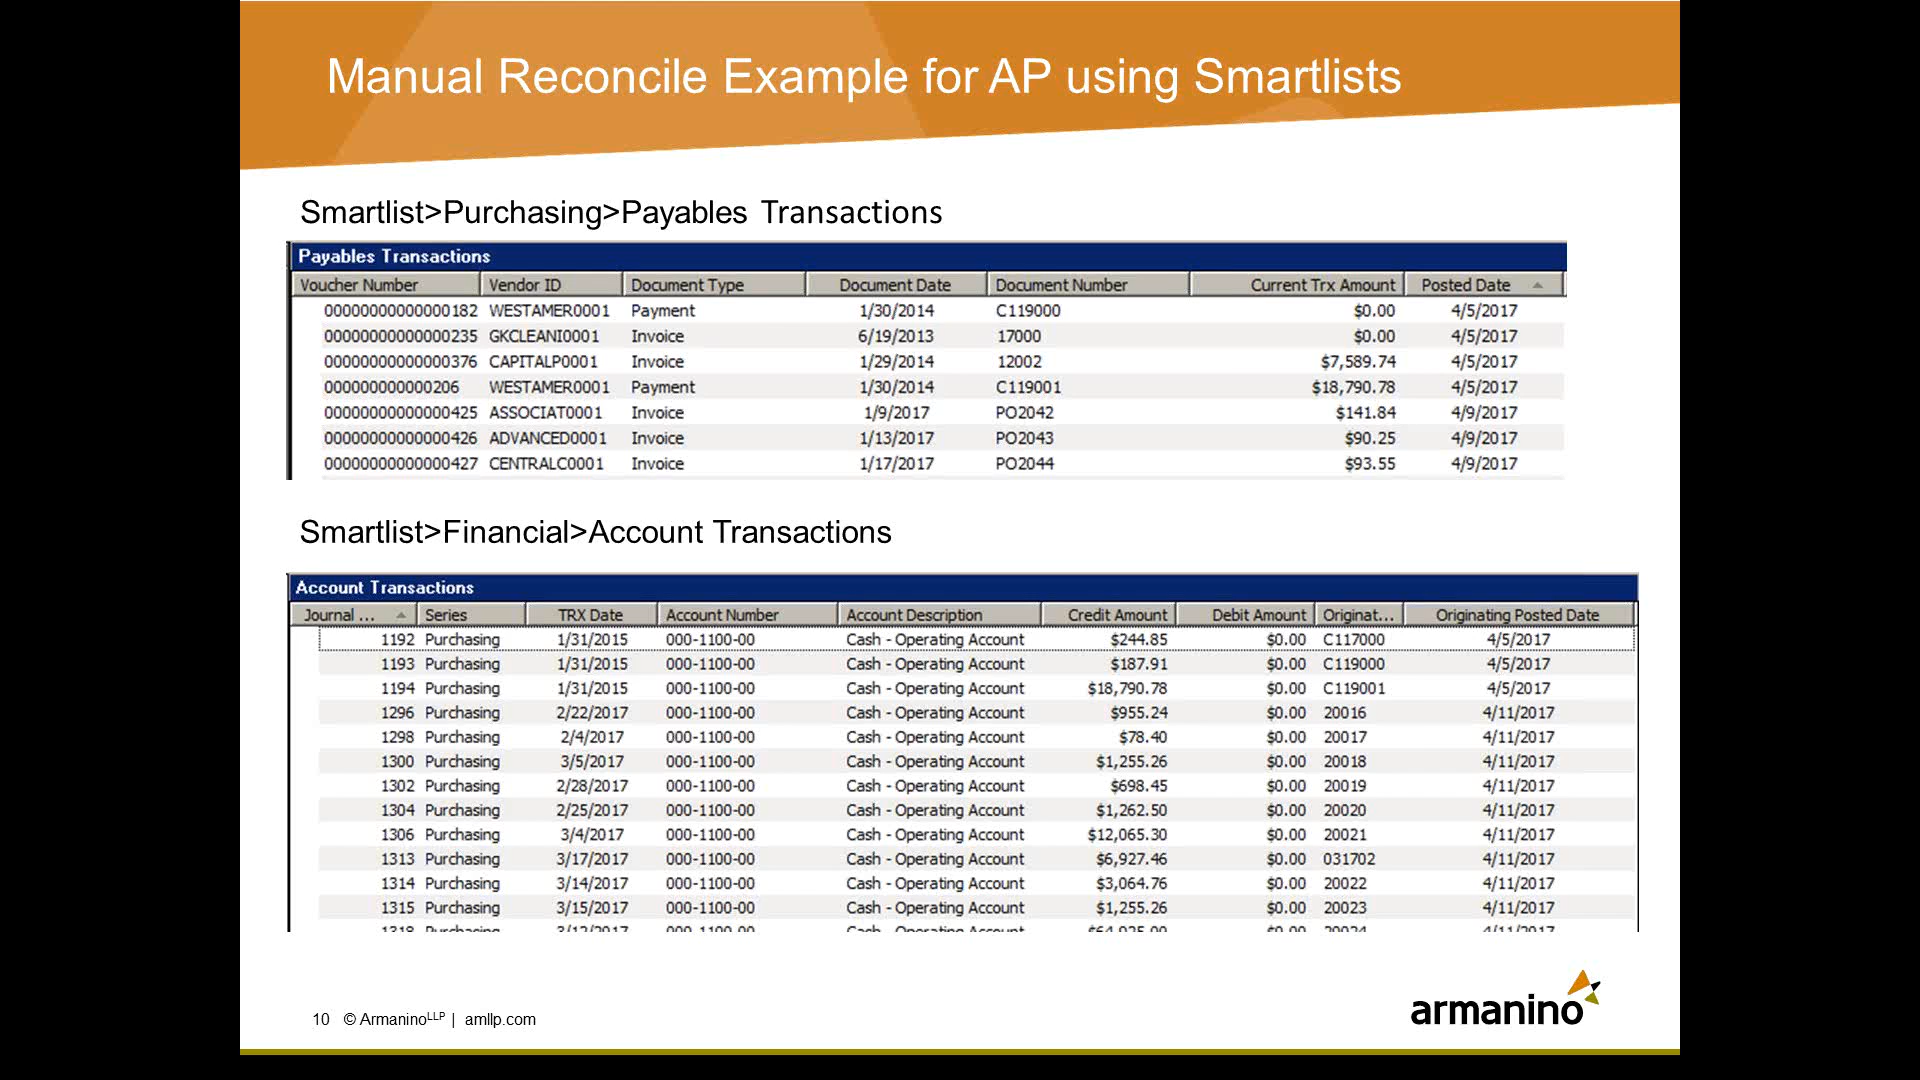 Manual Reconcile Example for AP using Smartlists
Smartlist>Purchasing>Payables Transactions
Payables Transactions
Voucher Number Vendor ID Document Type Document Date Document Number Current Trx Amount Posted Date
00000000000000182 WESTAMER0001 Payment 1/30/2014 C119000 $0.00 4/5/2017
00000000000000235 GKCLEANI0001 Invoice 6/19/2013 17000 $0.00 4/5/2017
00000000000000376 CAPITALP0001 Invoice 1/29/2014 12002 $7,589.74 4/5/2017
000000000000206 WESTAMER0001 Payment 1/30/2014 C119001 $18,790.78 4/5/2017
00000000000000425 ASSOCIAT0001 Invoice 1/9/2017 PO2042 $141.84 4/9/2017
00000000000000426 ADVANCED0001 Invoice 1/13/2017 PO2043 $90.25 4/9/2017
00000000000000427 CENTRALC0001 Invoice 1/17/2017 PO2044 $93.55 4/9/2017
Smartlist>Financial>Account Transactions
Account Transactions
Journal ... Series TRX Date Account Number Account Description Credit Amount Debit Amount Originat... Originating Posted Date
1192 Purchasing 1/31/2015 000-1100-00 Cash - Operating Account $244.85 $0.00 C117000 4/5/2017
1193 Purchasing 1/31/2015 000-1100-00 Cash - Operating Account $187.91 $0.00 C119000 4/5/2017
1194 Purchasing 1/31/2015 000-1100-00 Cash - Operating Account $18,790.78 $0.00 C119001 4/5/2017
1296 Purchasing 2/22/2017 000-1100-00 Cash - Operating Account $955.24 $0.00 20016 4/11/2017
1298 Purchasing 2/4/2017 000-1100-00 Cash - Operating Account $78.40 $0.00 20017 4/11/2017
1300 Purchasing 3/5/2017 000-1100-00 Cash - Operating Account $1,255.26 $0.00 20018 4/11/2017
1302 Purchasing 2/28/2017 000-1100-00 Cash - Operating Account $698.45 $0.00 20019 4/11/2017
1304 Purchasing 2/25/2017 000-1100-00 Cash - Operating Account $1,262.50 $0.00 20020 4/11/2017
1306 Purchasing 3/4/2017 000-1100-00 Cash - Operating Account $12,065.30 $0.00 20021 4/11/2017
1313 Purchasing 3/17/2017 000-1100-00 Cash - Operating Account $6,927.46 $0.00 031702 4/11/2017
1314 Purchasing 3/14/2017 000-1100-00 Cash - Operating Account $3,064.76 $0.00 20022 4/11/2017
1315 Purchasing 3/15/2017 000-1100-00 Cash - Operating Account $1,255.26 $0.00 20023 4/11/2017
Purchasing 000-1100-00 Cash - Operating Account $0.00 20024 4/11/2017
armanino
10 © ArmaninoLLP | amllp.com